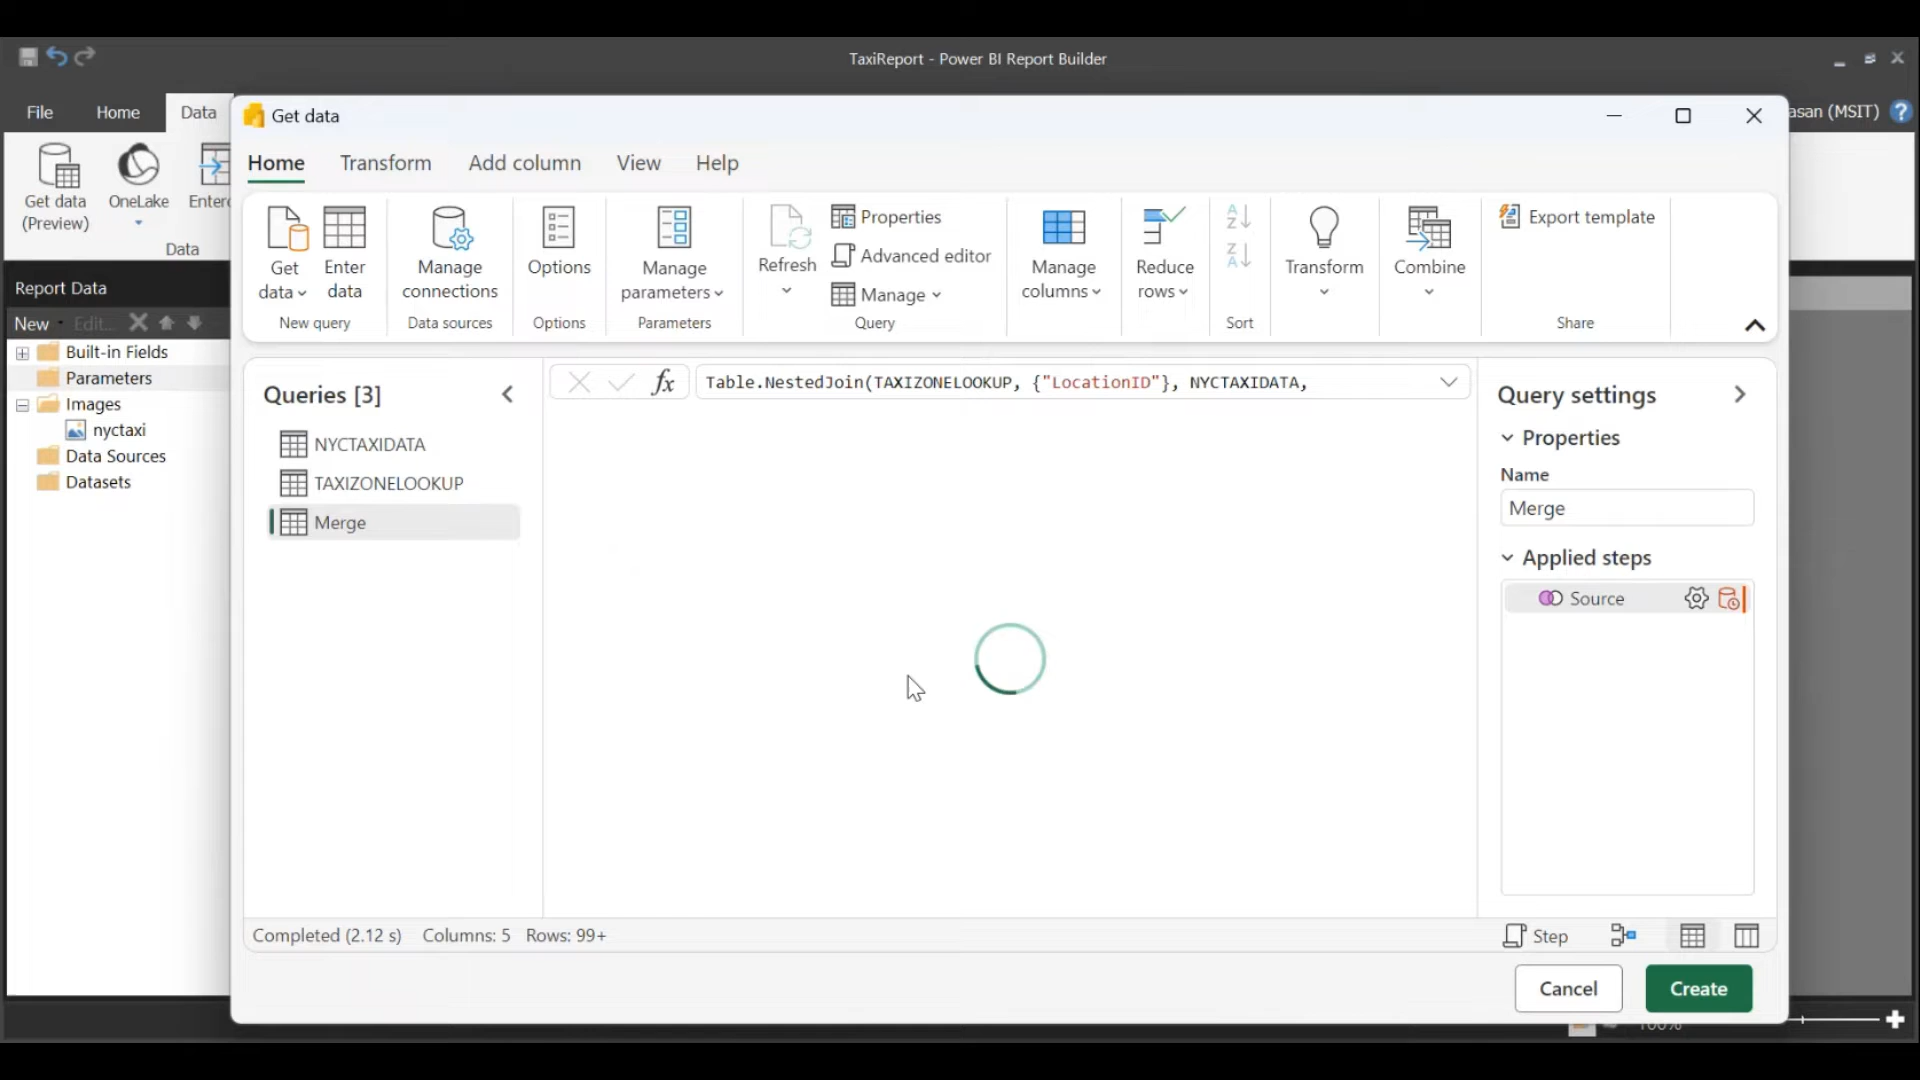 TaxiReport - Power BI Report Builder
File
Home
Data
asan (MSIT)
Get data
(Preview)
OneLake
Data
Report Data
New
Edit...
Built-in Fields
Parameters
Images
nyctaxi
Data Sources
Datasets
Get data
Home
Transform
Add column
View
Help
Get
data
Enter
data
New query
Manage
connections
Data sources
Options
Options
Manage
parameters
Parameters
Refresh
Properties
Advanced editor
Manage
Query
Manage
columns
Reduce
rows
Sort
Transform
Combine
Export template
Share
Queries [3]
NYCTAXIDATA
TAXIZONELOOKUP
Merge
fx
Table.NestedJoin(TAXIZONELOOKUP, {"LocationID"}, NYCTAXIDATA,
Query settings
Properties
Name
Merge
Applied steps
Source
Completed (2.12 s) Columns: 5 Rows: 99+
Step
Cancel
Create
100%